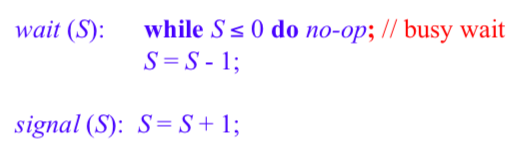 wait (S): while S ≤ 0 do no-op; // busy wait
S = S - 1;
signal (S): S = S + 1;